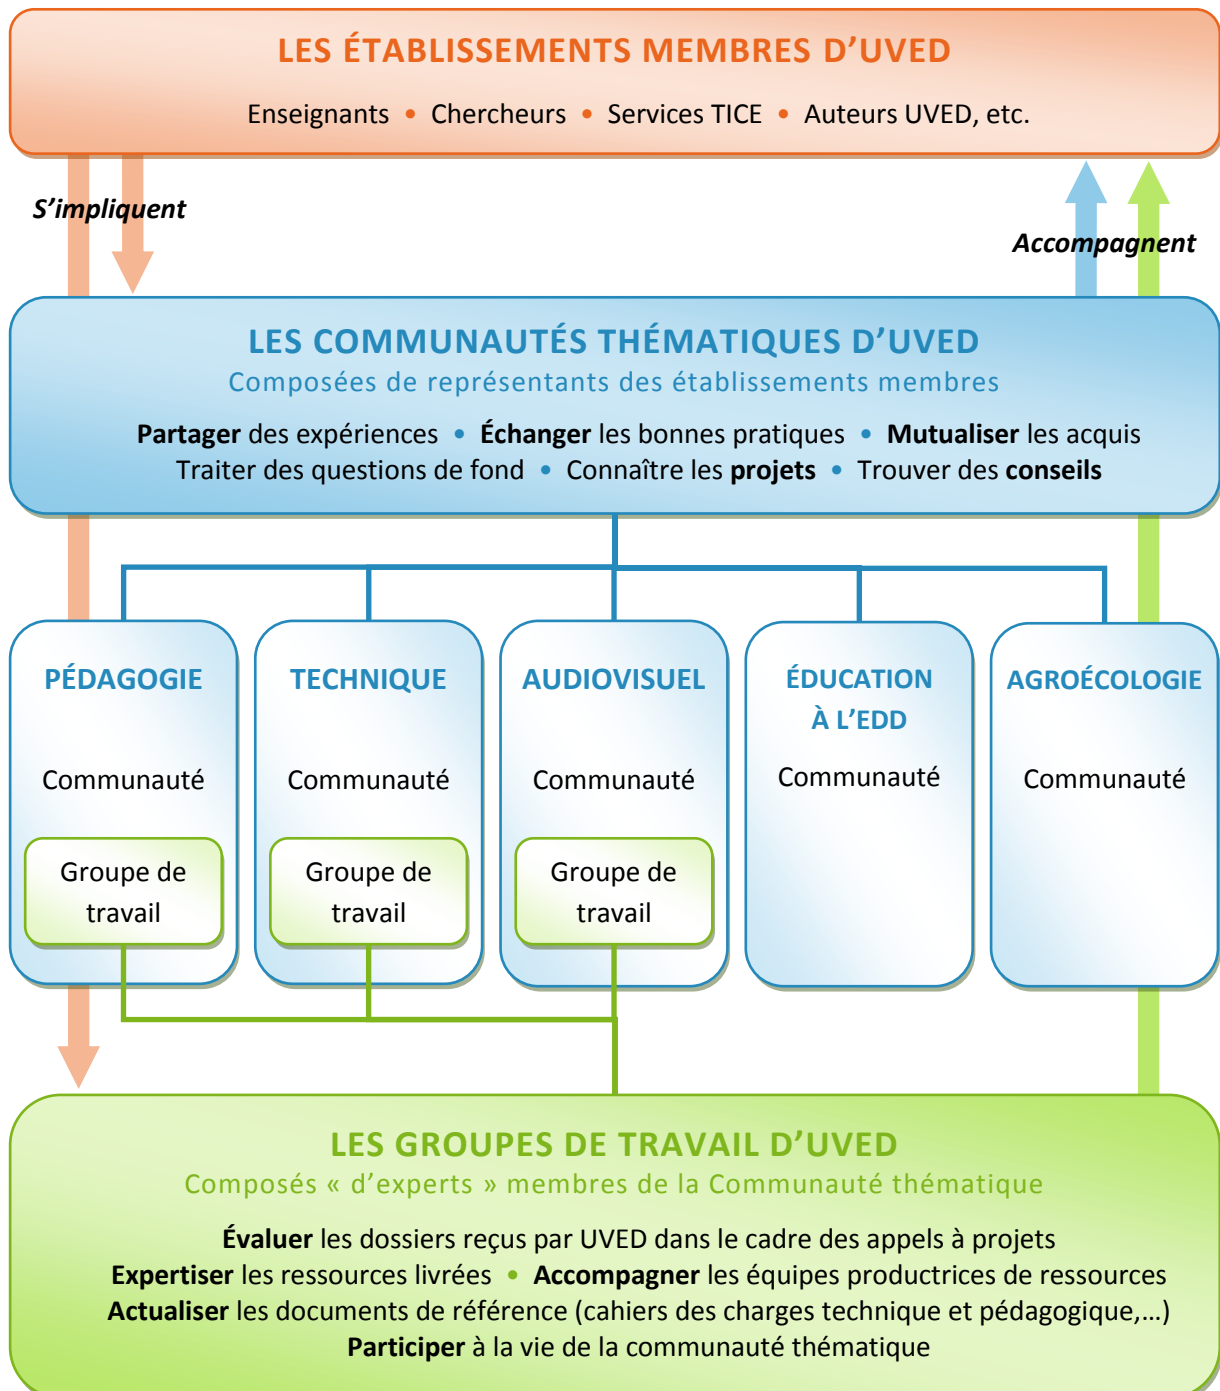 LES ÉTABLISSEMENTS MEMBRES D’UVED
Enseignants • Chercheurs • Services TICE • Auteurs UVED, etc.
S’impliquent
Accompagnent
LES COMMUNAUTÉS THÉMATIQUES D’UVED
Composées de représentants des établissements membres
Partager des expériences • Échanger les bonnes pratiques • Mutualiser les acquis
Traiter des questions de fond • Connaître les projets • Trouver des conseils
PÉDAGOGIE
Communauté
Groupe de
travail
TECHNIQUE
Communauté
Groupe de
travail
AUDIOVISUEL
Communauté
Groupe de
travail
ÉDUCATION
À L’EDD
Communauté
AGROÉCOLOGIE
Communauté
LES GROUPES DE TRAVAIL D’UVED
Composés « d’experts » membres de la Communauté thématique
Évaluer les dossiers reçus par UVED dans le cadre des appels à projets
Expertiser les ressources livrées • Accompagner les équipes productrices de ressources
Actualiser les documents de référence (cahiers des charges technique et pédagogique,…)
Participer à la vie de la communauté thématique